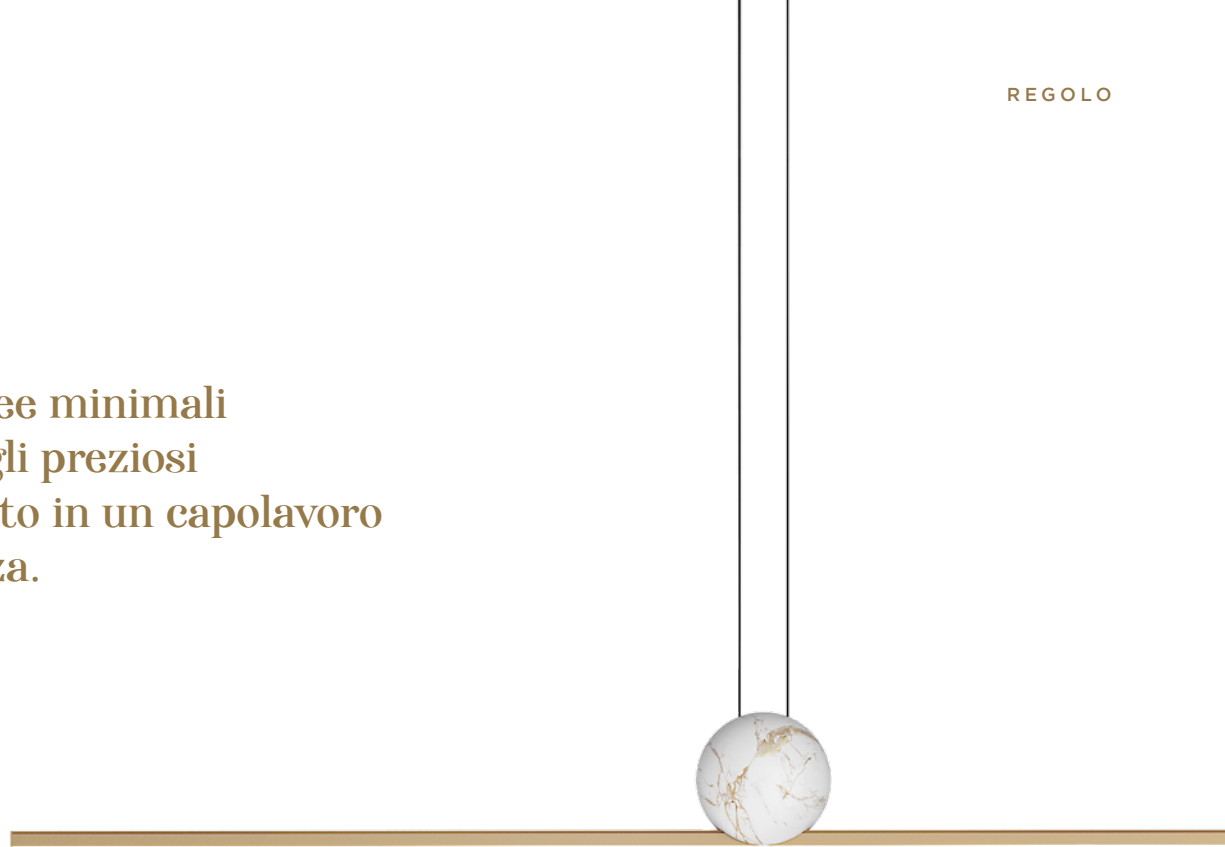 REGOLO
ee minimali
gli preziosi
to in un capolavoro
za.